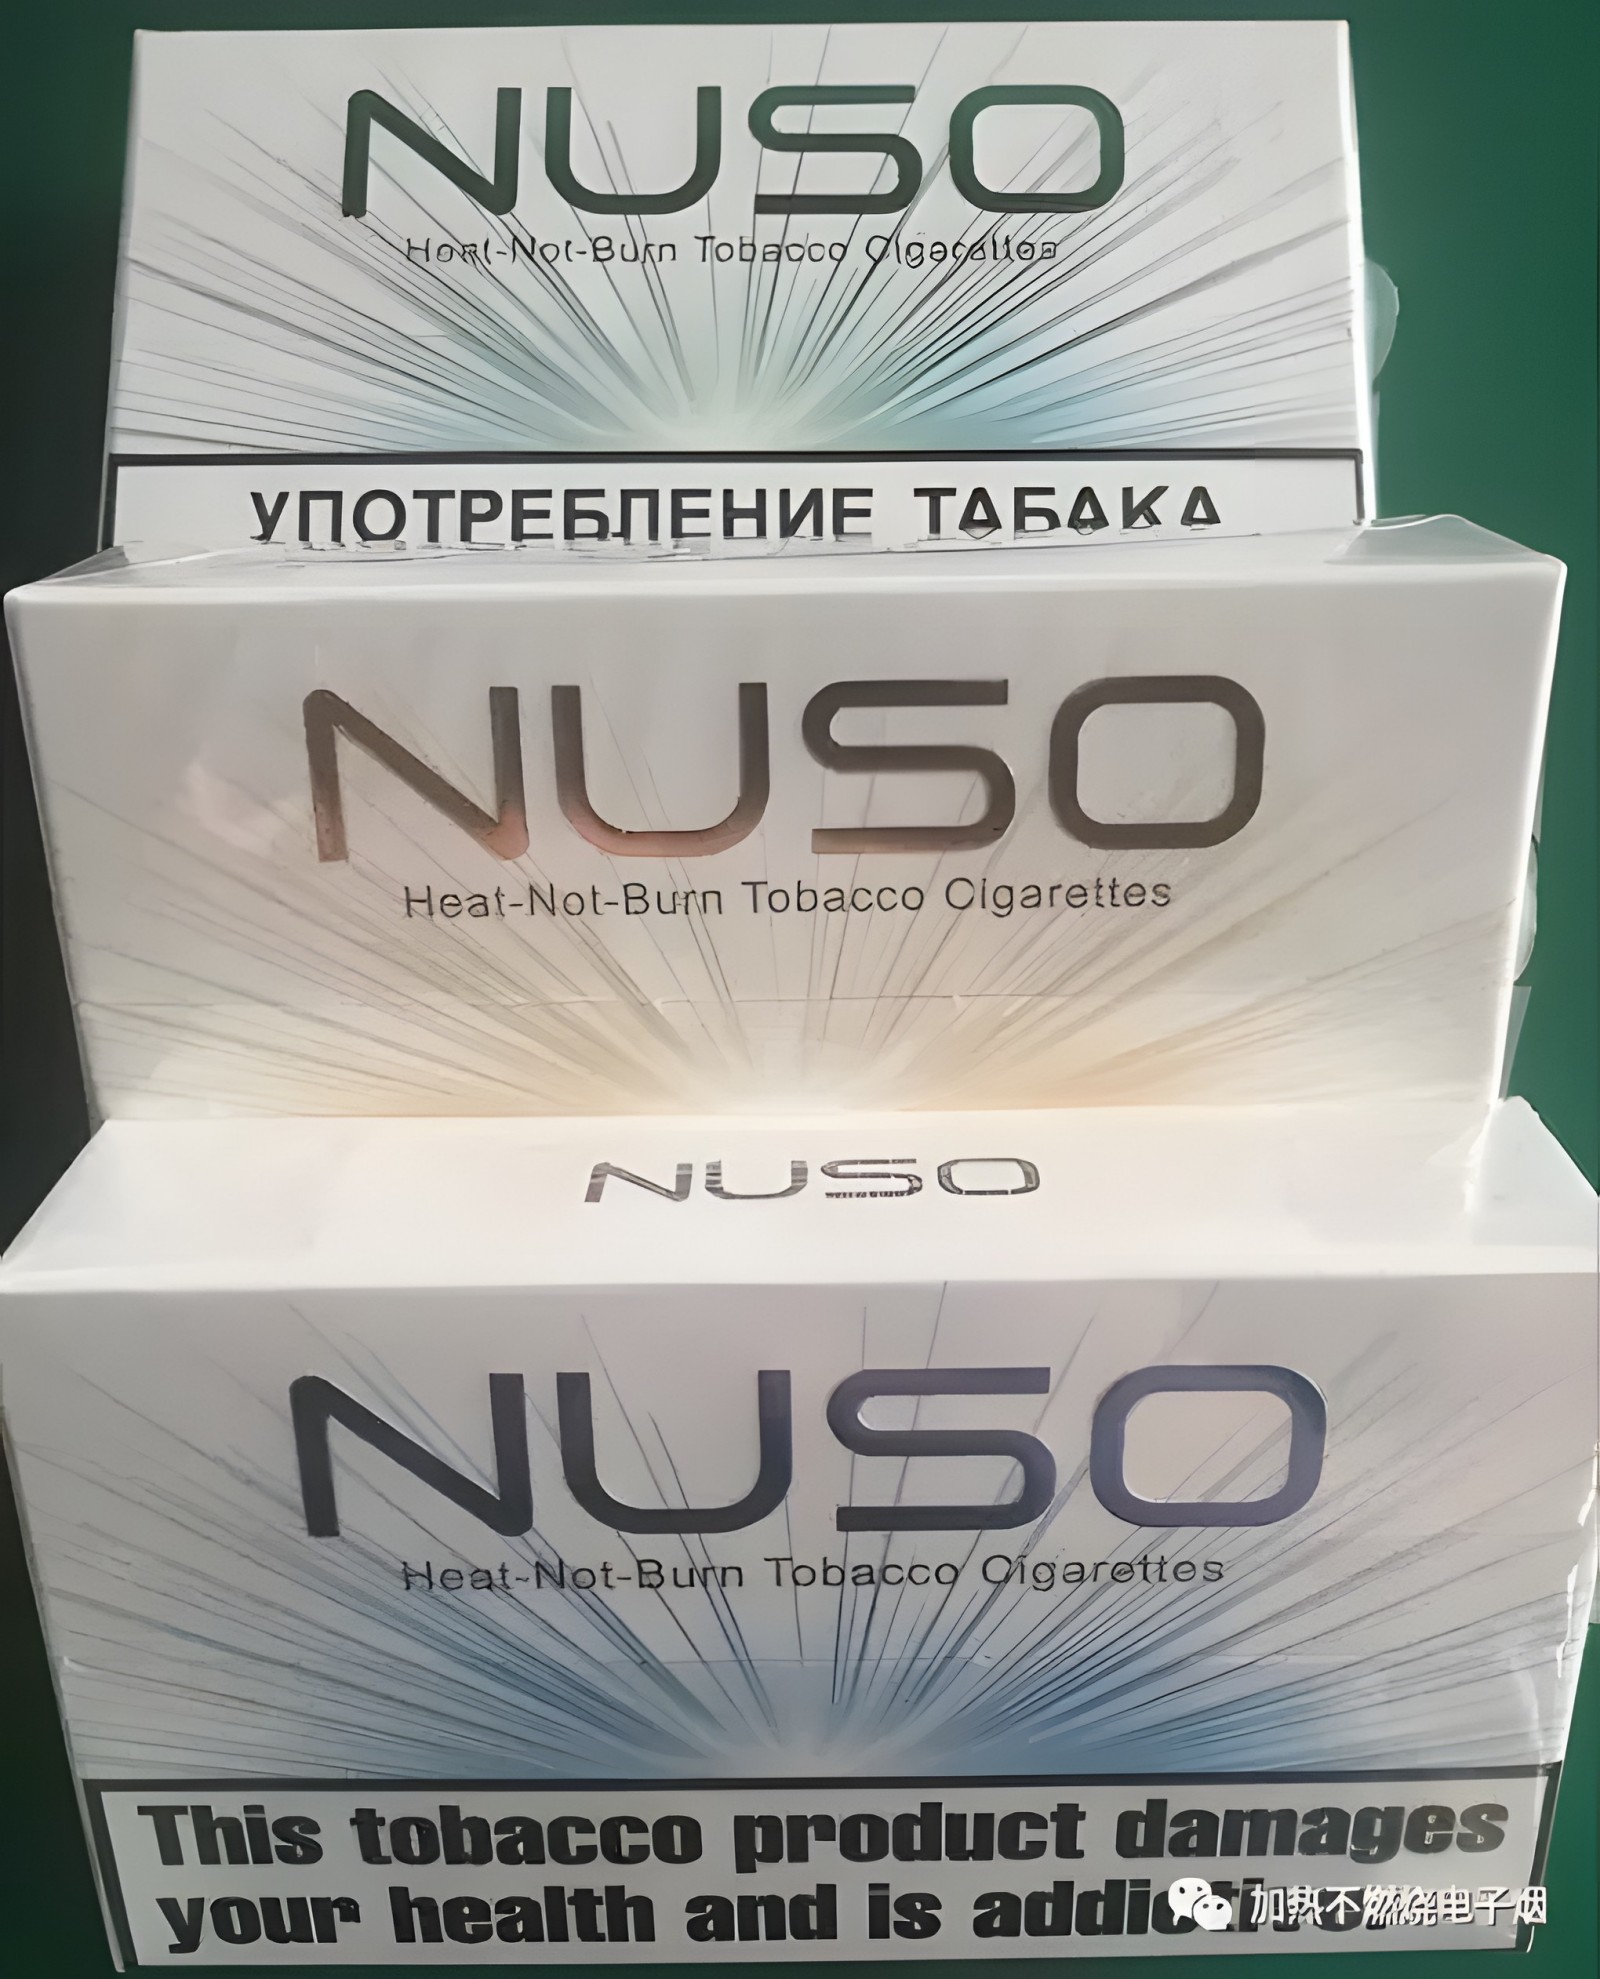 NUSO
Heat-Not-Burn Tobacco Cigarettes
УПОТРЕБЛЕНИЕ ТАБАКА
NUSO
Heat-Not-Burn Tobacco Cigarettes
NUSO
NUSO
Heat-Not-Burn Tobacco Cigarettes
This tobacco product damages
your health and is
加热不燃烧电子烟